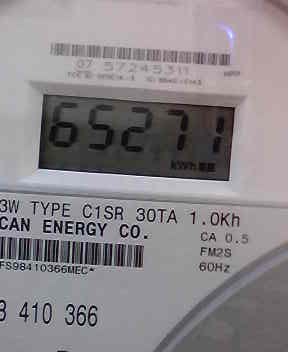 07 57245311
65271
kWh
3W TYPE C1SR 30TA 1.0Kh
CAN ENERGY CO.
CA 0.5
FM2S
FS98410366MEC*
60Hz
3 410 366